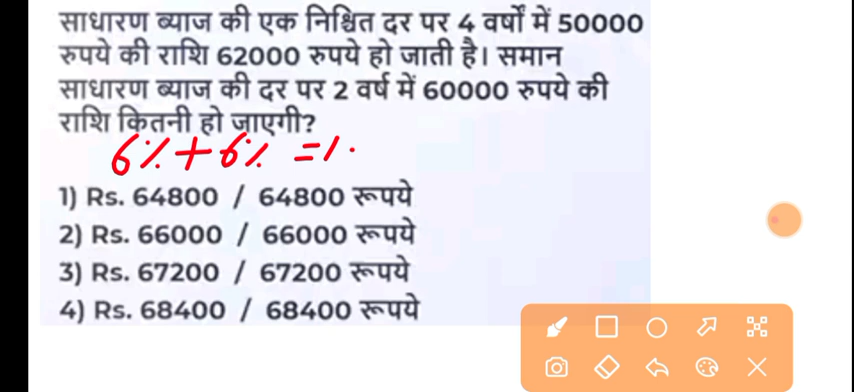 साधारण ब्याज की एक निश्चित दर पर 4 वर्षों में 50000
रुपये की राशि 62000 रुपये हो जाती है। समान
साधारण ब्याज की दर पर 2 वर्ष में 60000 रुपये की
राशि कितनी हो जाएगी?
6%+6% =1
1) Rs. 64800 / 64800 रूपये
2) Rs. 66000 / 66000 रूपये
3) Rs. 67200 / 67200 रूपये
4) Rs. 68400 / 68400 रूपये